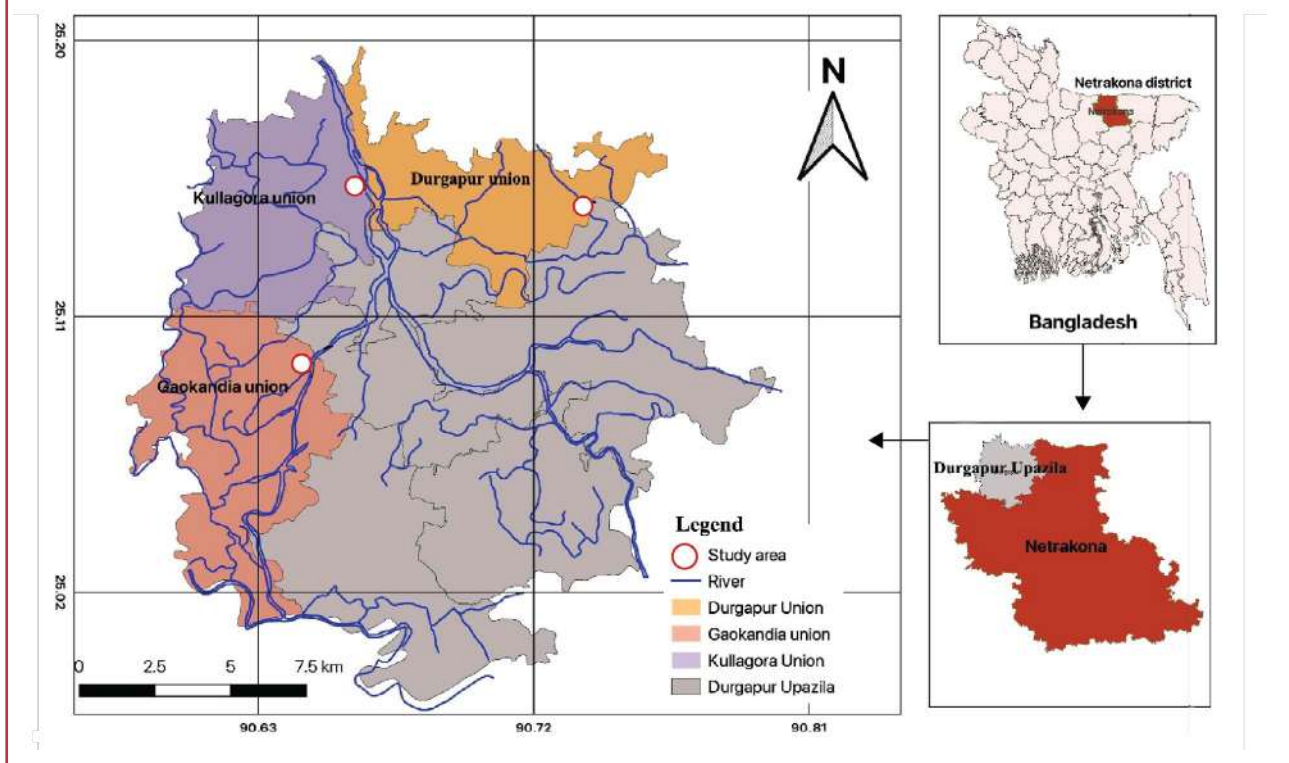 25.20
25.11
25.02
90.63
90.72
90.81
N
Kullagora union
Durgapur union
Gaokandia union
Legend
Study area
River
Durgapur Union
Gaokandia union
Kullagora Union
Durgapur Upazila
0 2.5 5 7.5 km
Netrakona district
Netrakona
Bangladesh
Durgapur Upazila
Netrakona